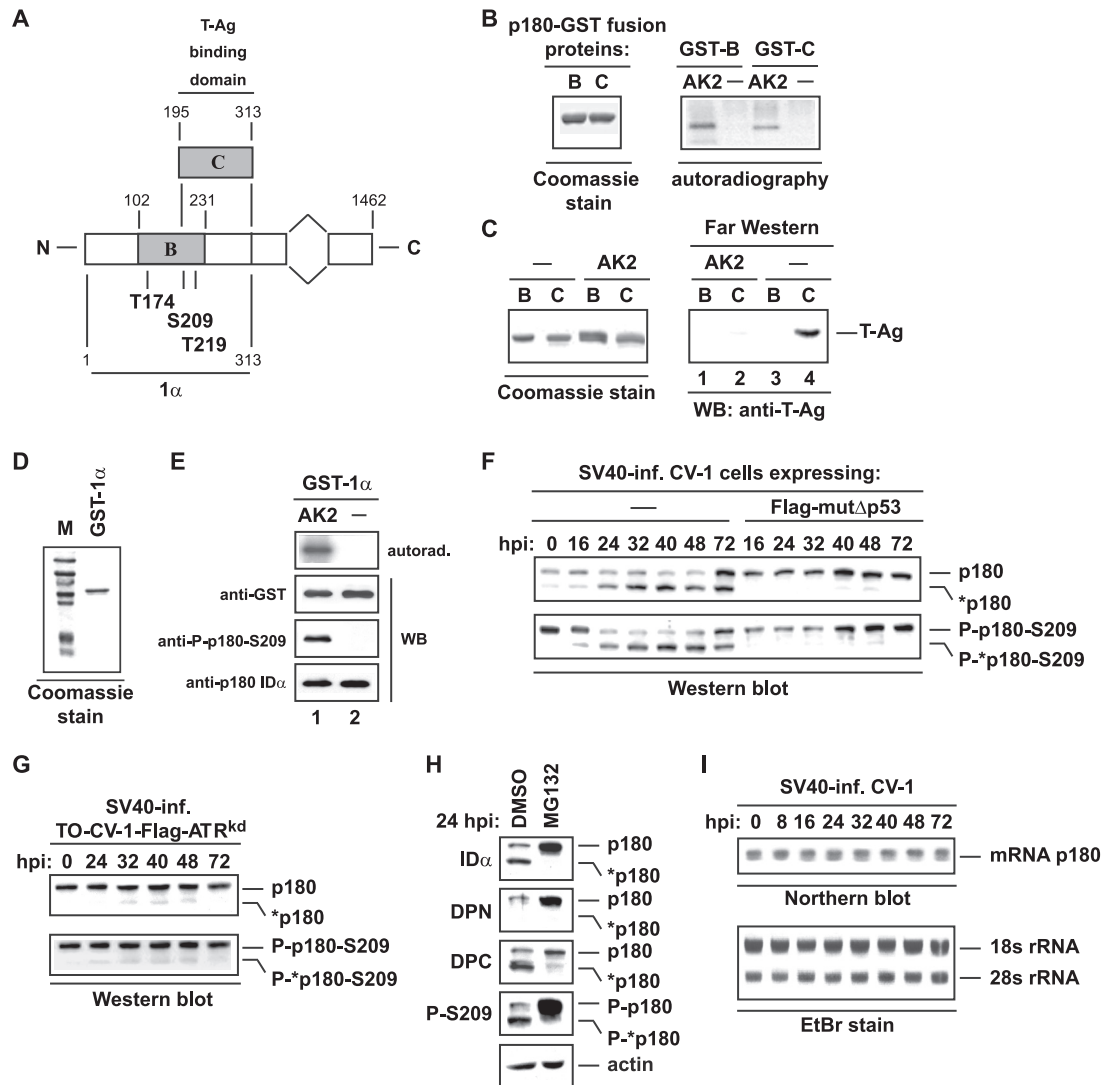 A
T-Ag
binding
domain
195 313
C
102 231 1462
N B C
T174
S209
T219
1 313
1α
B
p180-GST fusion
proteins:
B C
Coomassie
stain
GST-B GST-C
AK2 — AK2 —
autoradiography
C
— AK2
B C B C
Coomassie stain
Far Western
AK2 —
B C B C
T-Ag
1 2 3 4
WB: anti-T-Ag
D
M GST-1α
Coomassie
stain
E
GST-1α
AK2 —
autorad.
anti-GST
anti-P-p180-S209
anti-p180 IDα
WB
1 2
F
SV40-inf. CV-1 cells expressing:
— Flag-mutΔp53
hpi: 0 16 24 32 40 48 72 16 24 32 40 48 72
p180
*p180
P-p180-S209
P-*p180-S209
Western blot
G
SV40-inf.
TO-CV-1-Flag-ATRkd
hpi: 0 24 32 40 48 72
p180
*p180
P-p180-S209
P-*p180-S209
Western blot
H
DMSO MG132
24 hpi:
IDα p180
*p180
DPN p180
*p180
DPC p180
*p180
P-S209 P-p180
P-*p180
actin
I
SV40-inf. CV-1
hpi: 0 8 16 24 32 40 48 72
mRNA p180
Northern blot
18s rRNA
28s rRNA
EtBr stain